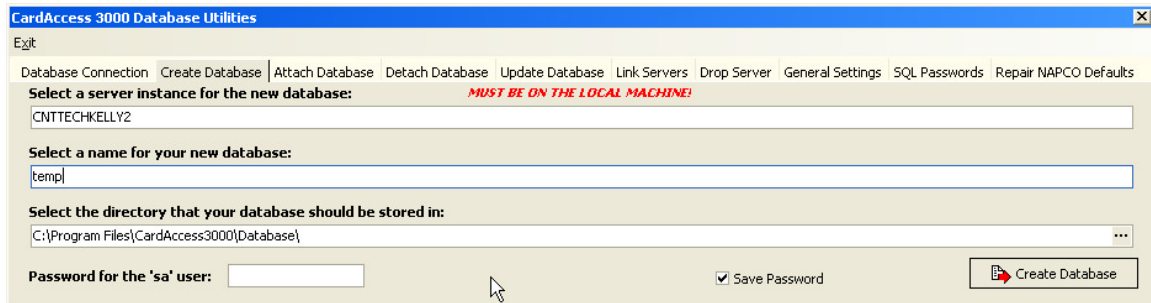 CardAccess 3000 Database Utilities
Exit
Database Connection Create Database Attach Database Detach Database Update Database Link Servers Drop Server General Settings SQL Passwords Repair NAPCO Defaults
Select a server instance for the new database: MUST BE ON THE LOCAL MACHINE!
CNTTECHKELLY2
Select a name for your new database:
temp
Select the directory that your database should be stored in:
C:\Program Files\CardAccess3000\Database\ ...
Password for the 'sa' user: Save Password Create Database